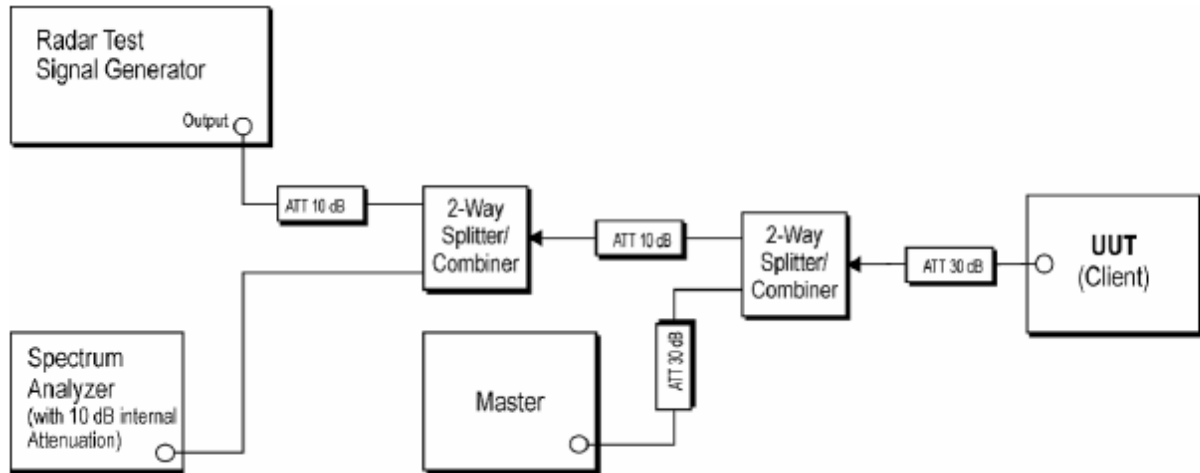 Radar Test
Signal Generator
Output
ATT 10 dB
2-Way
Splitter/
Combiner
ATT 10 dB
2-Way
Splitter/
Combiner
ATT 30 dB
UUT
(Client)
Spectrum
Analyzer
(with 10 dB internal
Attenuation)
Master
ATT 30 dB